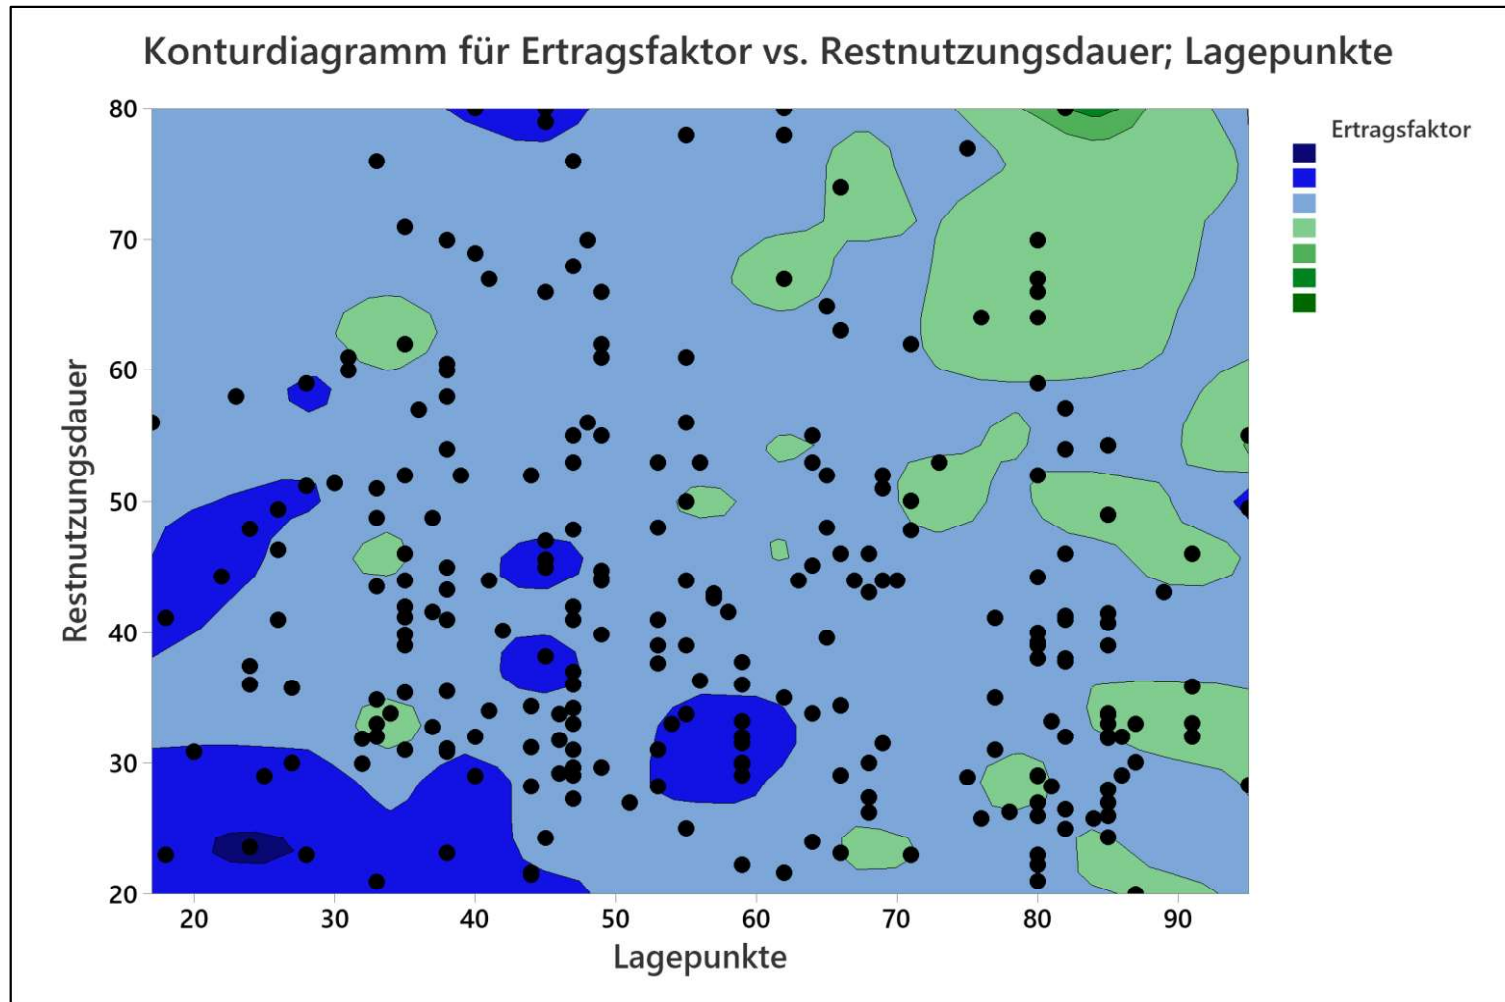 Konturdiagramm für Ertragsfaktor vs. Restnutzungsdauer; Lagepunkte
Ertragsfaktor
80
70
60
50
40
30
20
Restnutzungsdauer
20 30 40 50 60 70 80 90
Lagepunkte